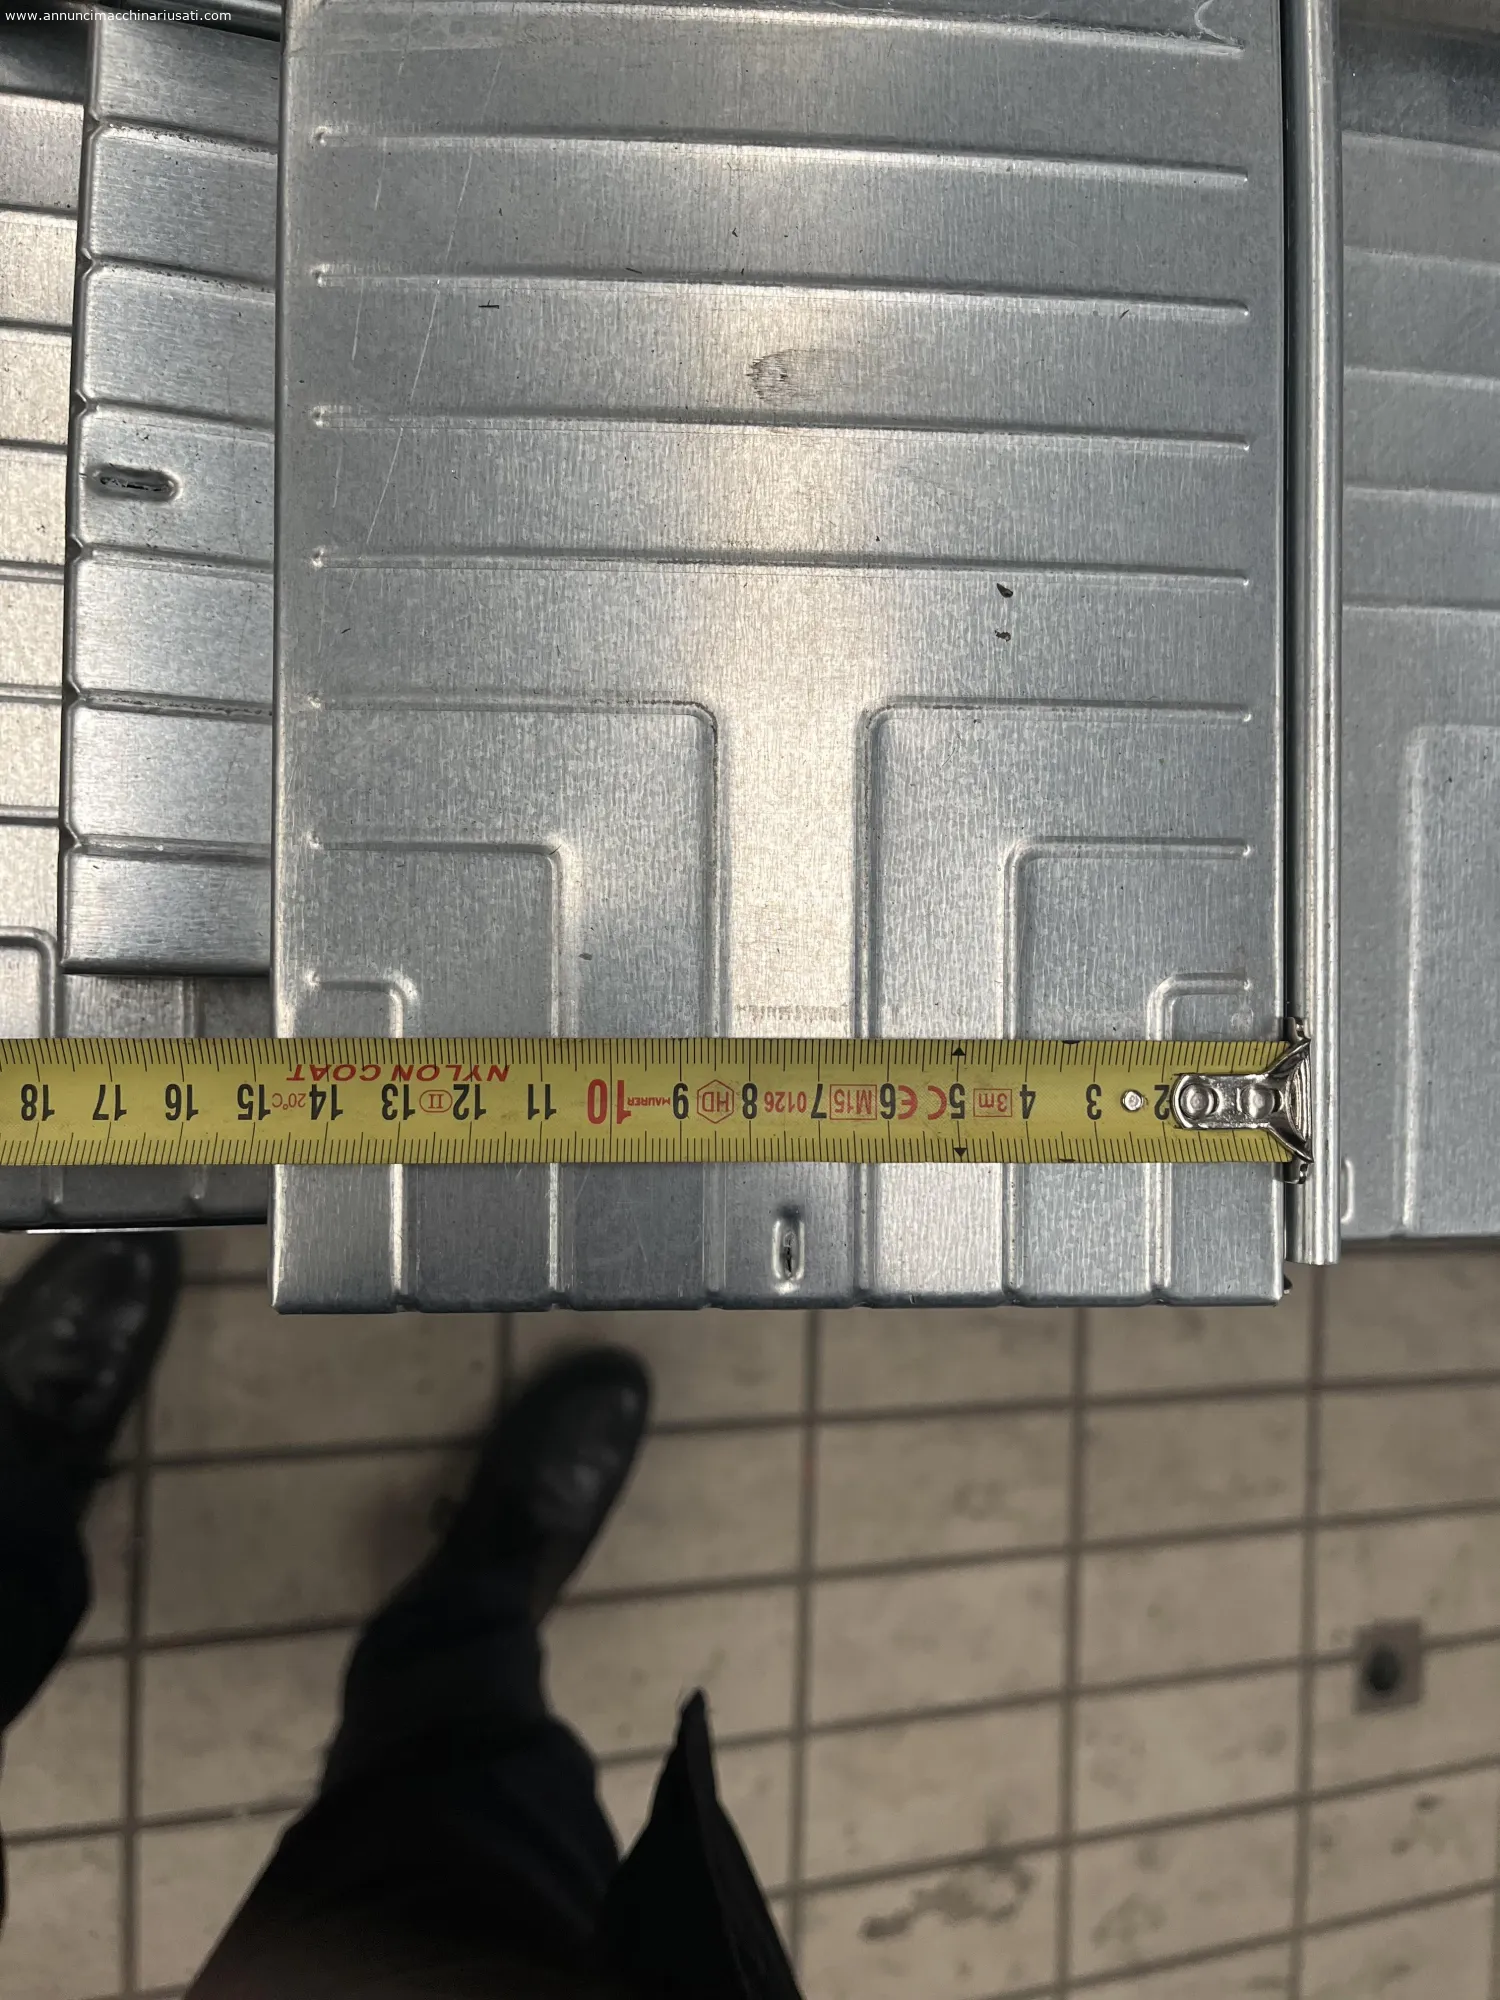 www.annuncimacchinariusati.com
NYLON COAT
2 3 4 3m 5 CE 6 M15 7 0126 8 HD 9 MAURER 10 11 12 II 13 14 20°C 15 16 17 18